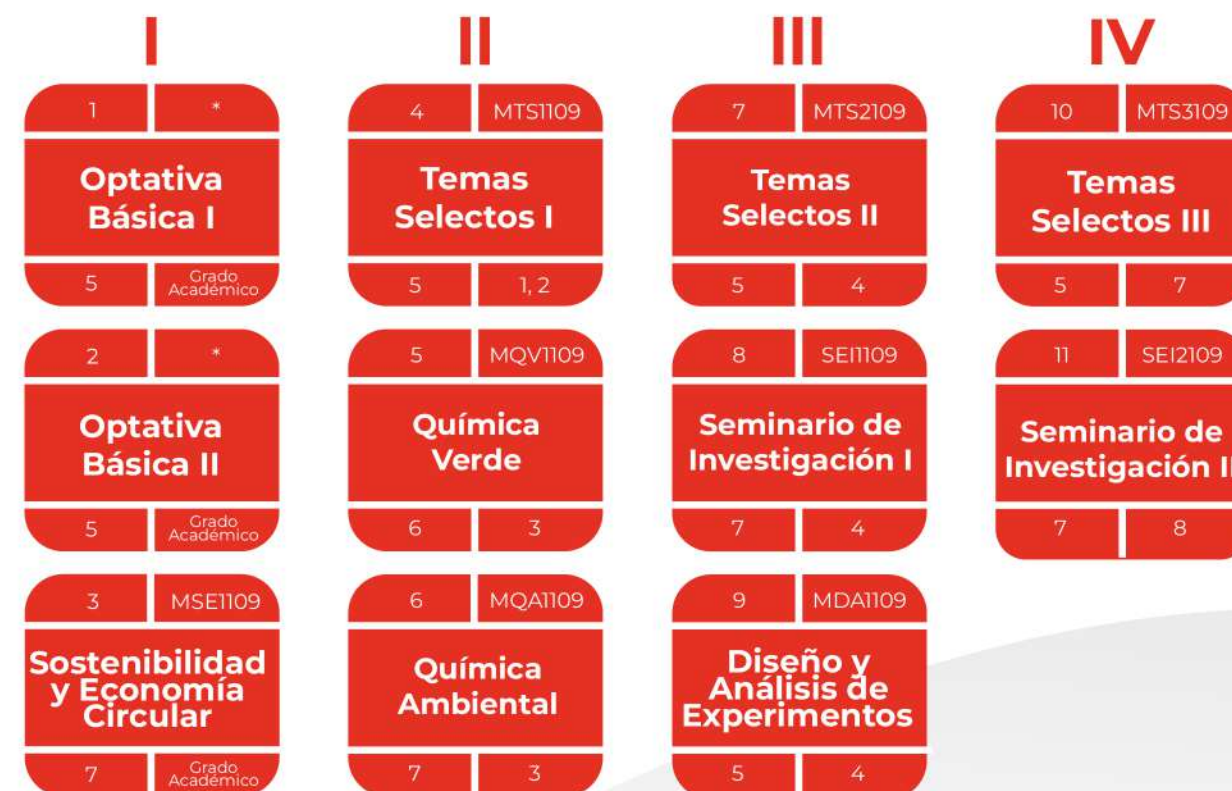 I
II
III
IV
1 *
Optativa
Básica I
5 Grado
Académico
4 MTS1109
Temas
Selectos I
5 1, 2
7 MTS2109
Temas
Selectos II
5 4
10 MTS3109
Temas
Selectos III
5 7
2 *
Optativa
Básica II
5 Grado
Académico
5 MQV1109
Química
Verde
6 3
8 SEI1109
Seminario de
Investigación I
7 4
11 SEI2109
Seminario de
Investigación II
7 8
3 MSE1109
Sostenibilidad
y Economía
Circular
7 Grado
Académico
6 MQA1109
Química
Ambiental
7 3
9 MDA1109
Diseño y
Análisis de
Experimentos
5 4